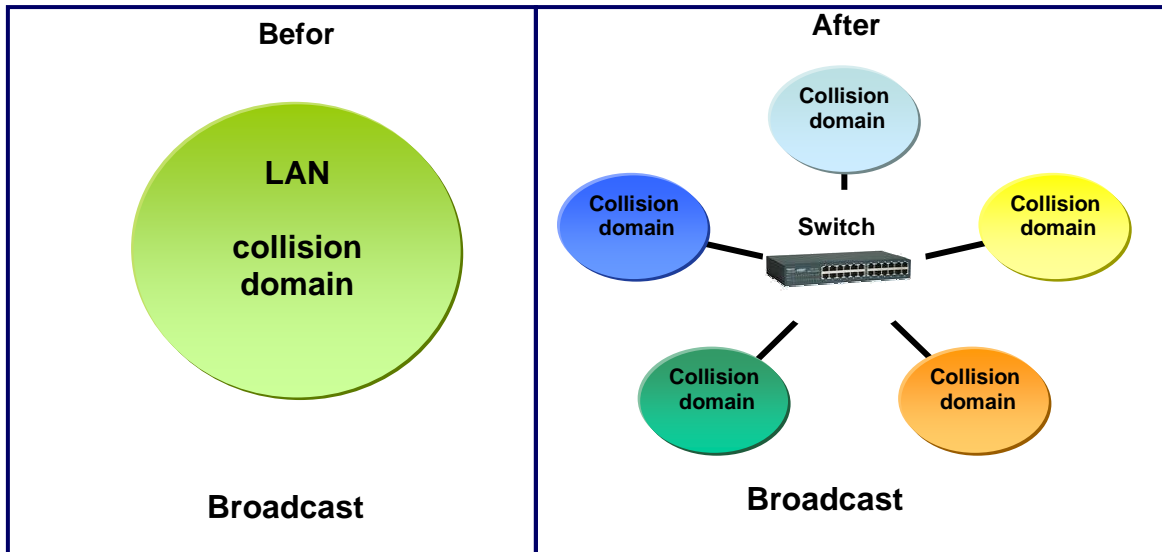 Befor
LAN
collision
domain
Broadcast
After
Collision
domain
Collision
domain
Switch
Collision
domain
Collision
domain
Collision
domain
Broadcast